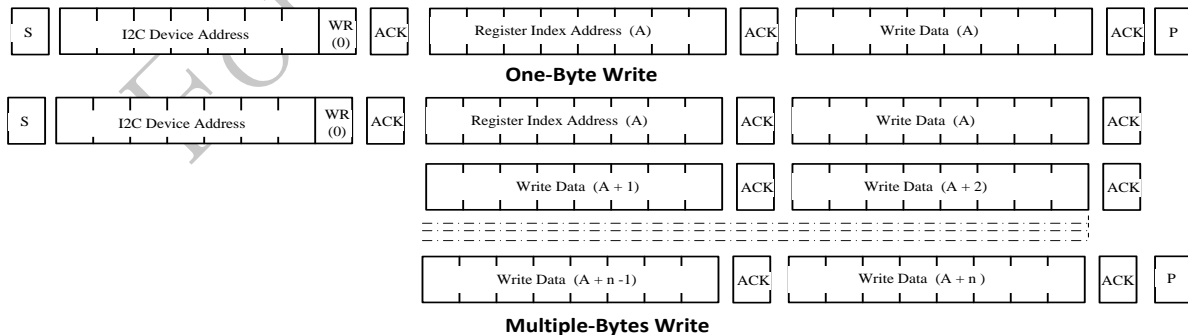 S I2C Device Address WR (0) ACK Register Index Address (A) ACK Write Data (A) ACK P
One-Byte Write
S I2C Device Address WR (0) ACK Register Index Address (A) ACK Write Data (A) ACK
Write Data (A + 1) ACK Write Data (A + 2) ACK
Write Data (A + n -1) ACK Write Data (A + n ) ACK P
Multiple-Bytes Write